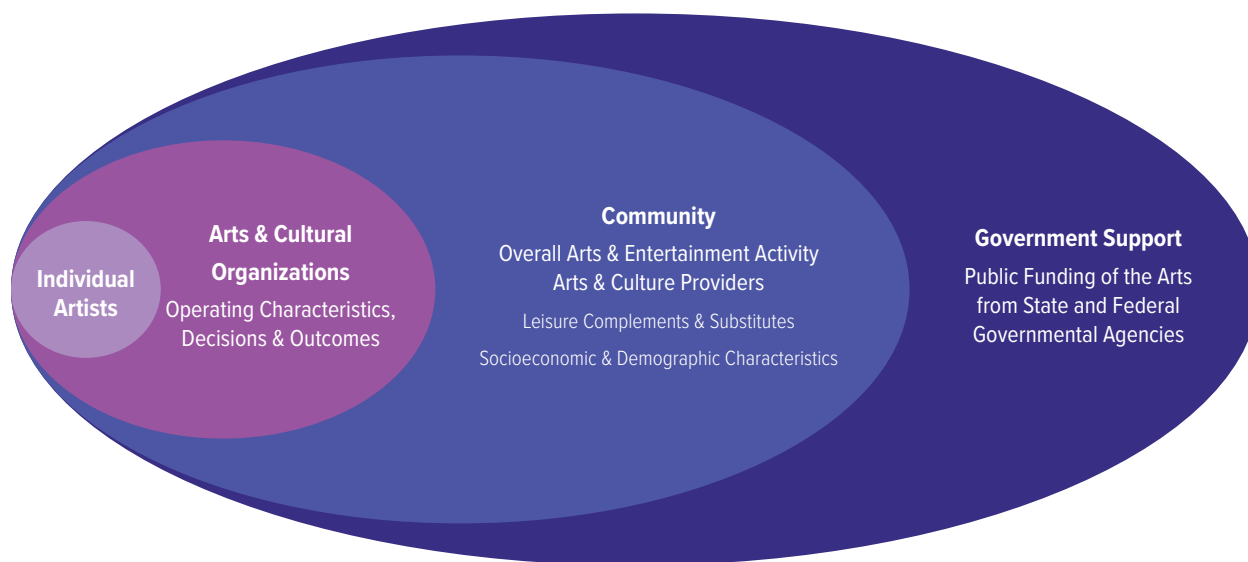 Individual
Artists
Arts & Cultural
Organizations
Operating Characteristics,
Decisions & Outcomes
Community
Overall Arts & Entertainment Activity
Arts & Culture Providers
Leisure Complements & Substitutes
Socioeconomic & Demographic Characteristics
Government Support
Public Funding of the Arts
from State and Federal
Governmental Agencies